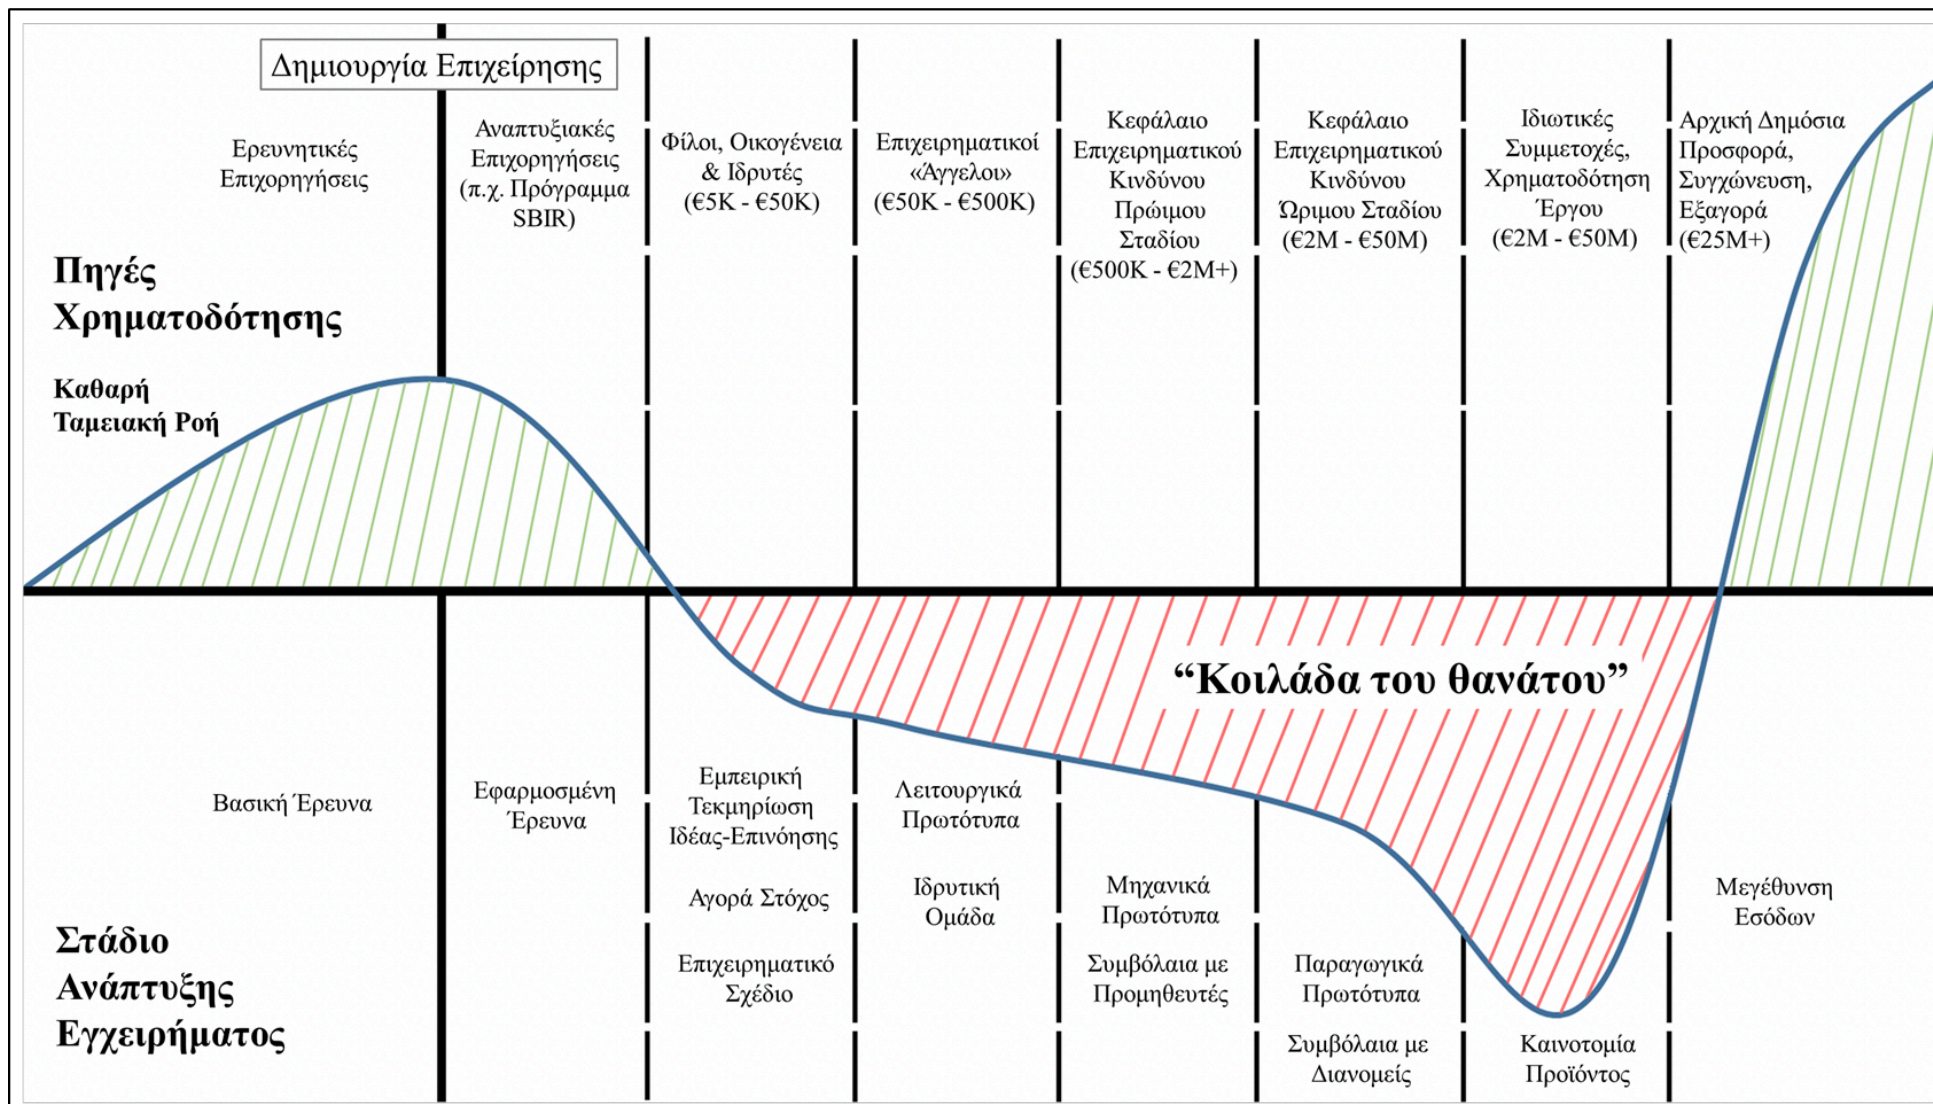 Δημιουργία Επιχείρησης
Ερευνητικές
Επιχορηγήσεις
Αναπτυξιακές
Επιχορηγήσεις
(π.χ. Πρόγραμμα
SBIR)
Φίλοι, Οικογένεια
& Ιδρυτές
(€5K - €50K)
Επιχειρηματικοί
«Άγγελοι»
(€50K - €500K)
Κεφάλαιο
Επιχειρηματικού
Κινδύνου
Πρώιμου
Σταδίου
(€500K - €2M+)
Κεφάλαιο
Επιχειρηματικού
Κινδύνου
Ώριμου Σταδίου
(€2M - €50M)
Ιδιωτικές
Συμμετοχές,
Χρηματοδότηση
Έργου
(€2M - €50M)
Αρχική Δημόσια
Προσφορά,
Συγχώνευση,
Εξαγορά
(€25M+)
Πηγές
Χρηματοδότησης
Καθαρή
Ταμειακή Ροή
“Κοιλάδα του θανάτου”
Βασική Έρευνα
Εφαρμοσμένη
Έρευνα
Εμπειρική
Τεκμηρίωση
Ιδέας-Επινόησης
Αγορά Στόχος
Επιχειρηματικό
Σχέδιο
Λειτουργικά
Πρωτότυπα
Ιδρυτική
Ομάδα
Μηχανικά
Πρωτότυπα
Συμβόλαια με
Προμηθευτές
Παραγωγικά
Πρωτότυπα
Συμβόλαια με
Διανομείς
Καινοτομία
Προϊόντος
Μεγέθυνση
Εσόδων
Στάδιο
Ανάπτυξης
Εγχειρήματος